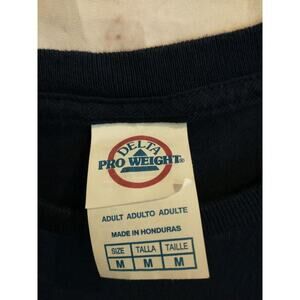 DELTA
PRO WEIGHT®
ADULT ADULTO ADULTE
MADE IN HONDURAS
SIZE TALLA TAILLE
M M M